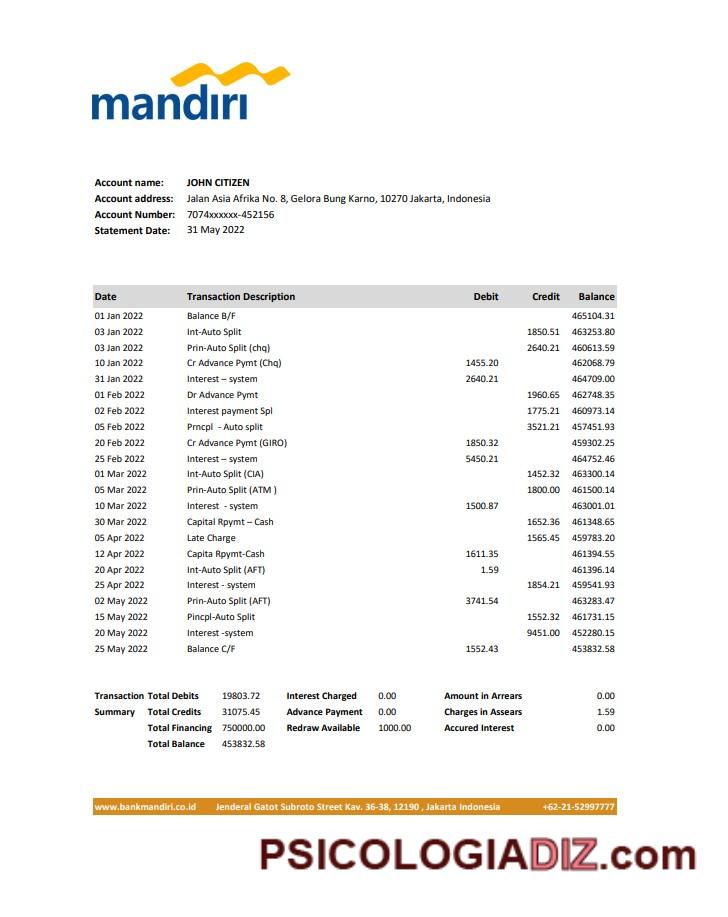 mandiri
Account name: JOHN CITIZEN
Account address: Jalan Asia Afrika No. 8, Gelora Bung Karno, 10270 Jakarta, Indonesia
Account Number: 7074xxxxxx-452156
Statement Date: 31 May 2022
Date Transaction Description Debit Credit Balance
01 Jan 2022 Balance B/F 465104.31
03 Jan 2022 Int-Auto Split 1850.51 463253.80
03 Jan 2022 Prin-Auto Split (chq) 2640.21 460613.59
10 Jan 2022 Cr Advance Pymt (Chq) 1455.20 462068.79
31 Jan 2022 Interest – system 2640.21 464709.00
01 Feb 2022 Dr Advance Pymt 1960.65 462748.35
02 Feb 2022 Interest payment Spl 1775.21 460973.14
05 Feb 2022 Prncpl - Auto split 3521.21 457451.93
20 Feb 2022 Cr Advance Pymt (GIRO) 1850.32 459302.25
25 Feb 2022 Interest – system 5450.21 464752.46
01 Mar 2022 Int-Auto Split (CIA) 1452.32 463300.14
05 Mar 2022 Prin-Auto Split (ATM ) 1800.00 461500.14
10 Mar 2022 Interest - system 1500.87 463001.01
30 Mar 2022 Capital Rpymt – Cash 1652.36 461348.65
05 Apr 2022 Late Charge 1565.45 459783.20
12 Apr 2022 Capita Rpymt-Cash 1611.35 461394.55
20 Apr 2022 Int-Auto Split (AFT) 1.59 461396.14
25 Apr 2022 Interest - system 1854.21 459541.93
02 May 2022 Prin-Auto Split (AFT) 3741.54 463283.47
15 May 2022 Pincpl-Auto Split 1552.32 461731.15
20 May 2022 Interest -system 9451.00 452280.15
25 May 2022 Balance C/F 1552.43 453832.58
Transaction Total Debits 19803.72 Interest Charged 0.00 Amount in Arrears 0.00
Summary Total Credits 31075.45 Advance Payment 0.00 Charges in Assears 1.59
Total Financing 750000.00 Redraw Available 1000.00 Accured Interest 0.00
Total Balance 453832.58
www.bankmandiri.co.id Jenderal Gatot Subroto Street Kav. 36-38, 12190 , Jakarta Indonesia +62-21-52997777
PSICOLOGIADIZ.com